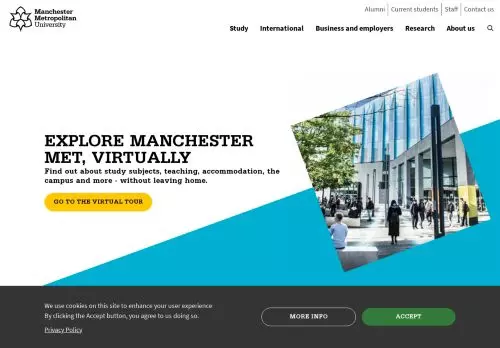 Manchester
Metropolitan
University
Alumni
Current students
Staff
Contact us
Study
International
Business and employers
Research
About us
EXPLORE MANCHESTER
MET, VIRTUALLY
Find out about study subjects, teaching, accommodation, the
campus and more - without leaving home.
GO TO THE VIRTUAL TOUR
We use cookies on this site to enhance your user experience
By clicking the Accept button, you agree to us doing so.
Privacy Policy
MORE INFO
ACCEPT